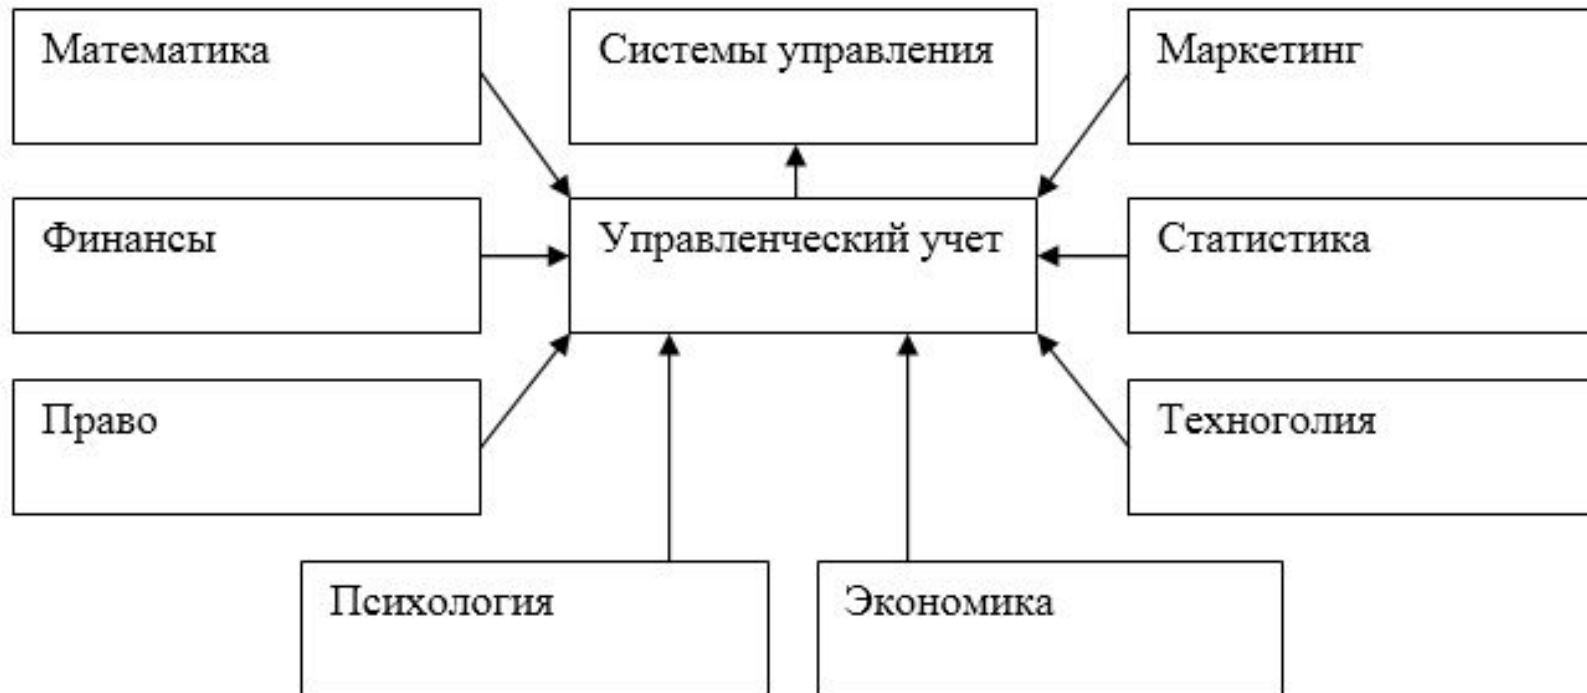 Математика
Системы управления
Маркетинг
Финансы
Управленческий учет
Статистика
Право
Техноголия
Психология
Экономика